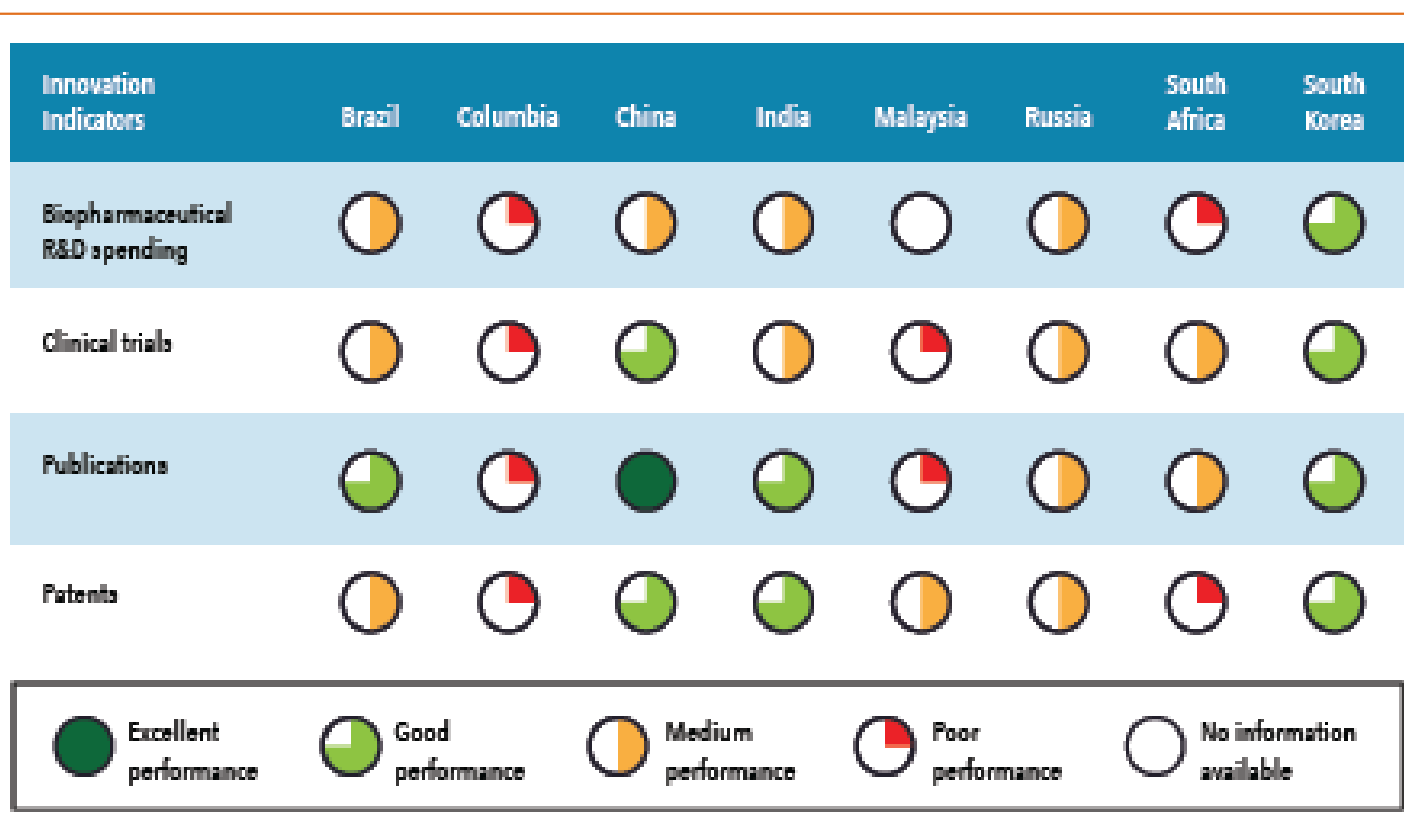 Innovation
Indicators
Brazil
Columbia
China
India
Malaysia
Russia
South
Africa
South
Korea
Biopharmaceutical
R&D spending
Clinical trials
Publications
Patents
Excellent
performance
Good
performance
Medium
performance
Poor
performance
No information
available